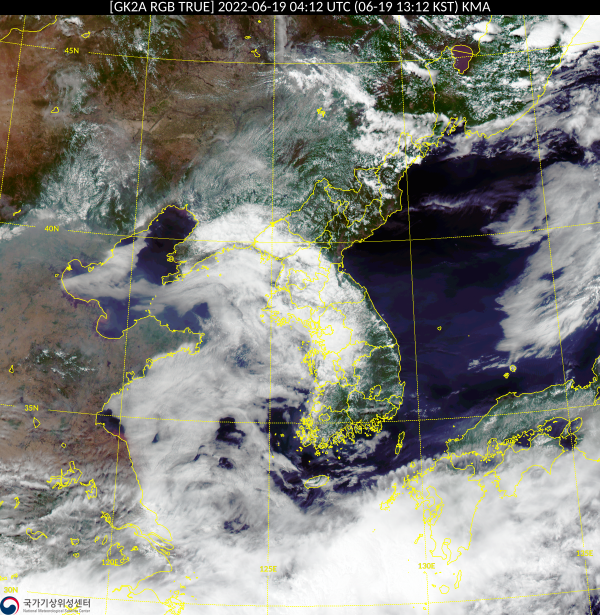 [GK2A RGB TRUE] 2022-06-19 04:12 UTC (06-19 13:12 KST) KMA
45N
40N
35N
120E
125E
130E
30N
국가기상위성센터
National Meteorological Satellite Center